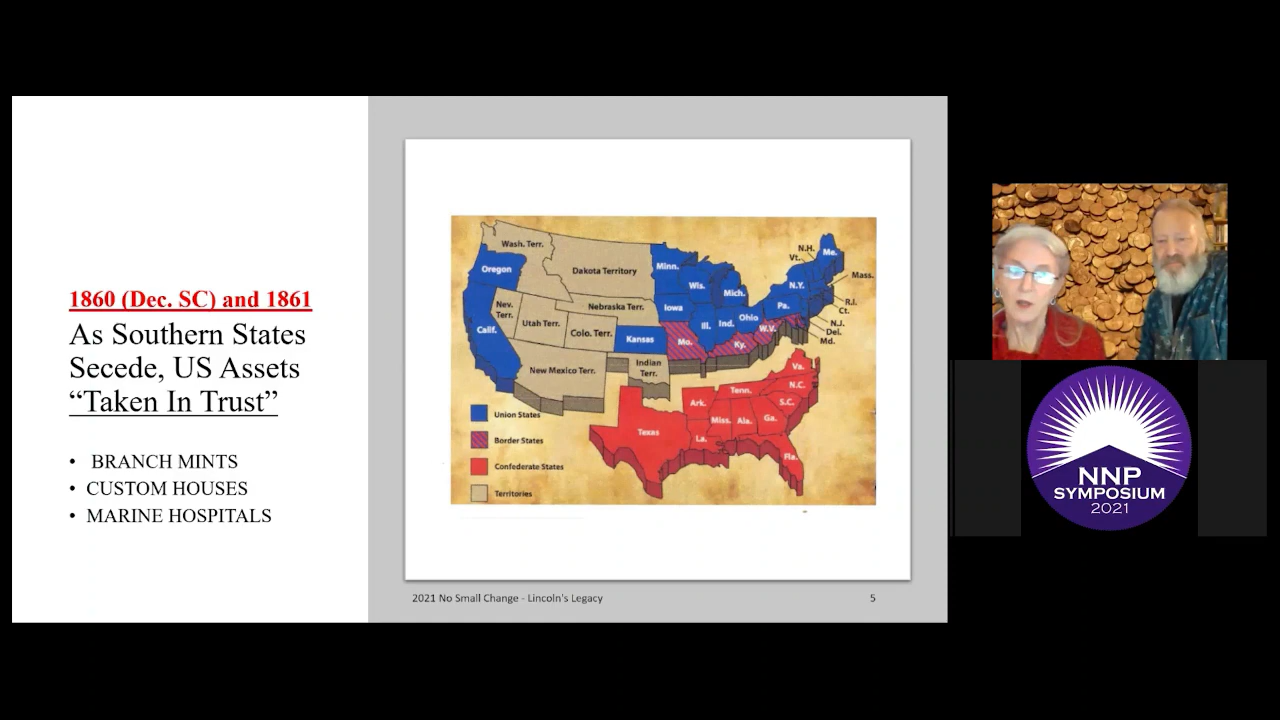 1860 (Dec. SC) and 1861
As Southern States
Secede, US Assets
“Taken In Trust”
• BRANCH MINTS
• CUSTOM HOUSES
• MARINE HOSPITALS
Wash. Terr.
Oregon
Dakota Territory
Minn.
Wis.
Mich.
N.H.
Vt.
Me.
Mass.
N.Y.
R.I.
Ct.
Nev.
Terr.
Nebraska Terr.
Iowa
Pa.
N.J.
Del.
Md.
Calif.
Utah Terr.
Colo. Terr.
Kansas
Ill.
Ind.
Ohio
W.V.
Mo.
Ky.
New Mexico Terr.
Indian
Terr.
Va.
N.C.
Tenn.
Ark.
S.C.
Miss.
Ala.
Ga.
Texas
La.
Fla.
Union States
Border States
Confederate States
Territories
2021 No Small Change - Lincoln's Legacy
5
NNP
SYMPOSIUM
2021